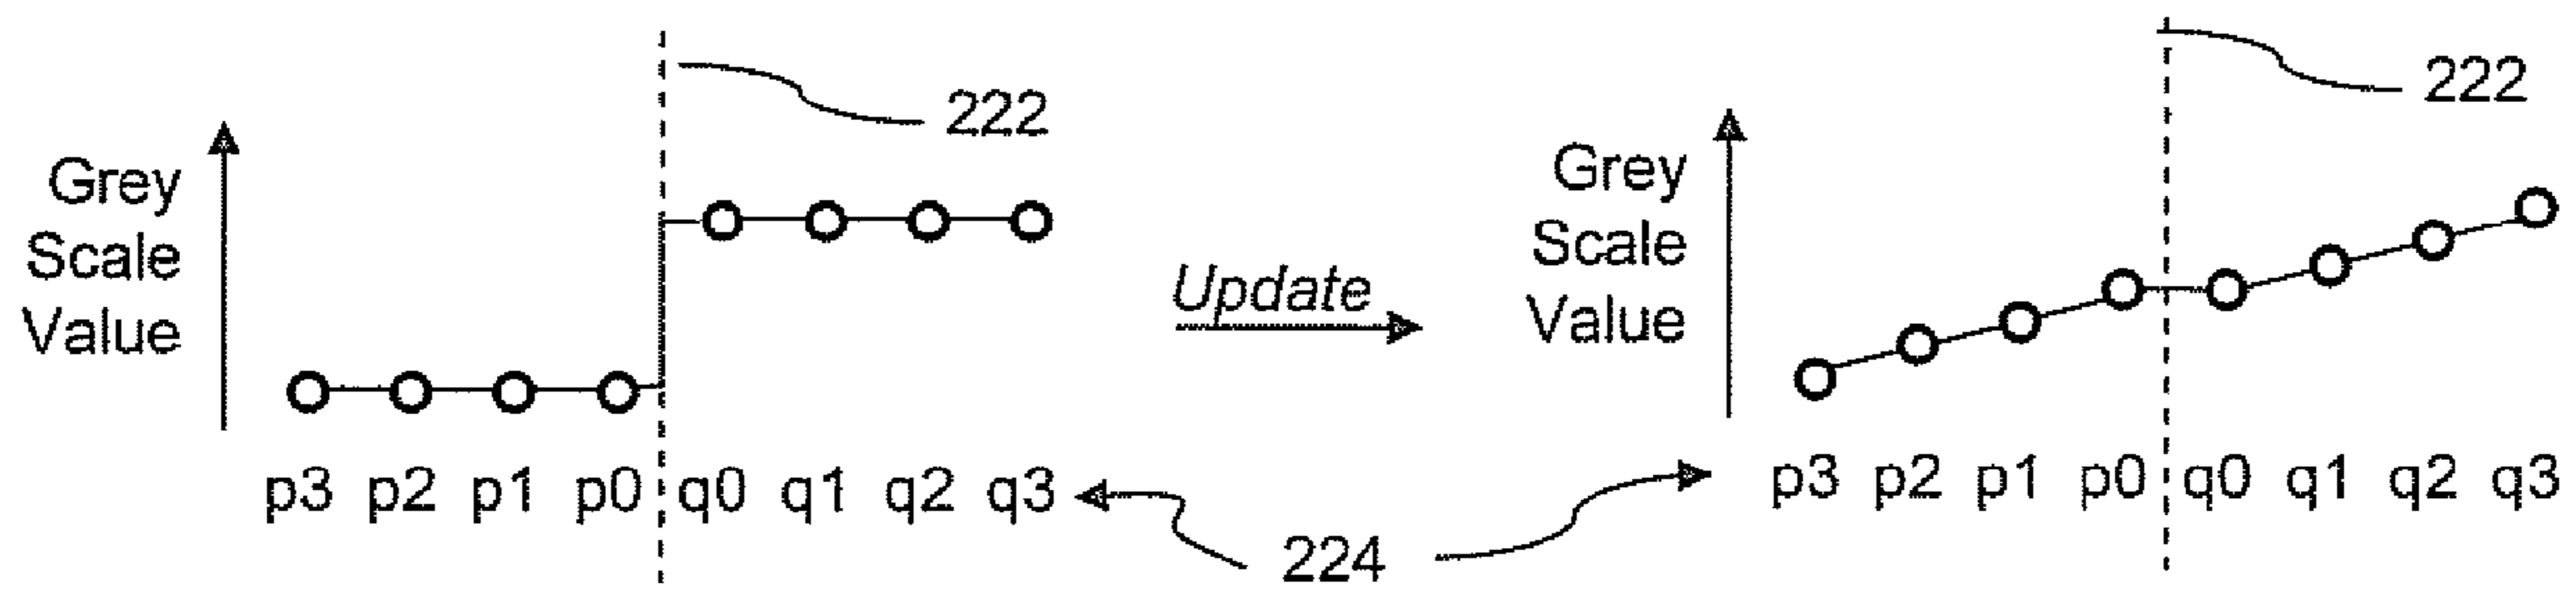 222
Grey
Scale
Value
p3 p2 p1 p0 q0 q1 q2 q3
Update
224
222
Grey
Scale
Value
p3 p2 p1 p0 q0 q1 q2 q3